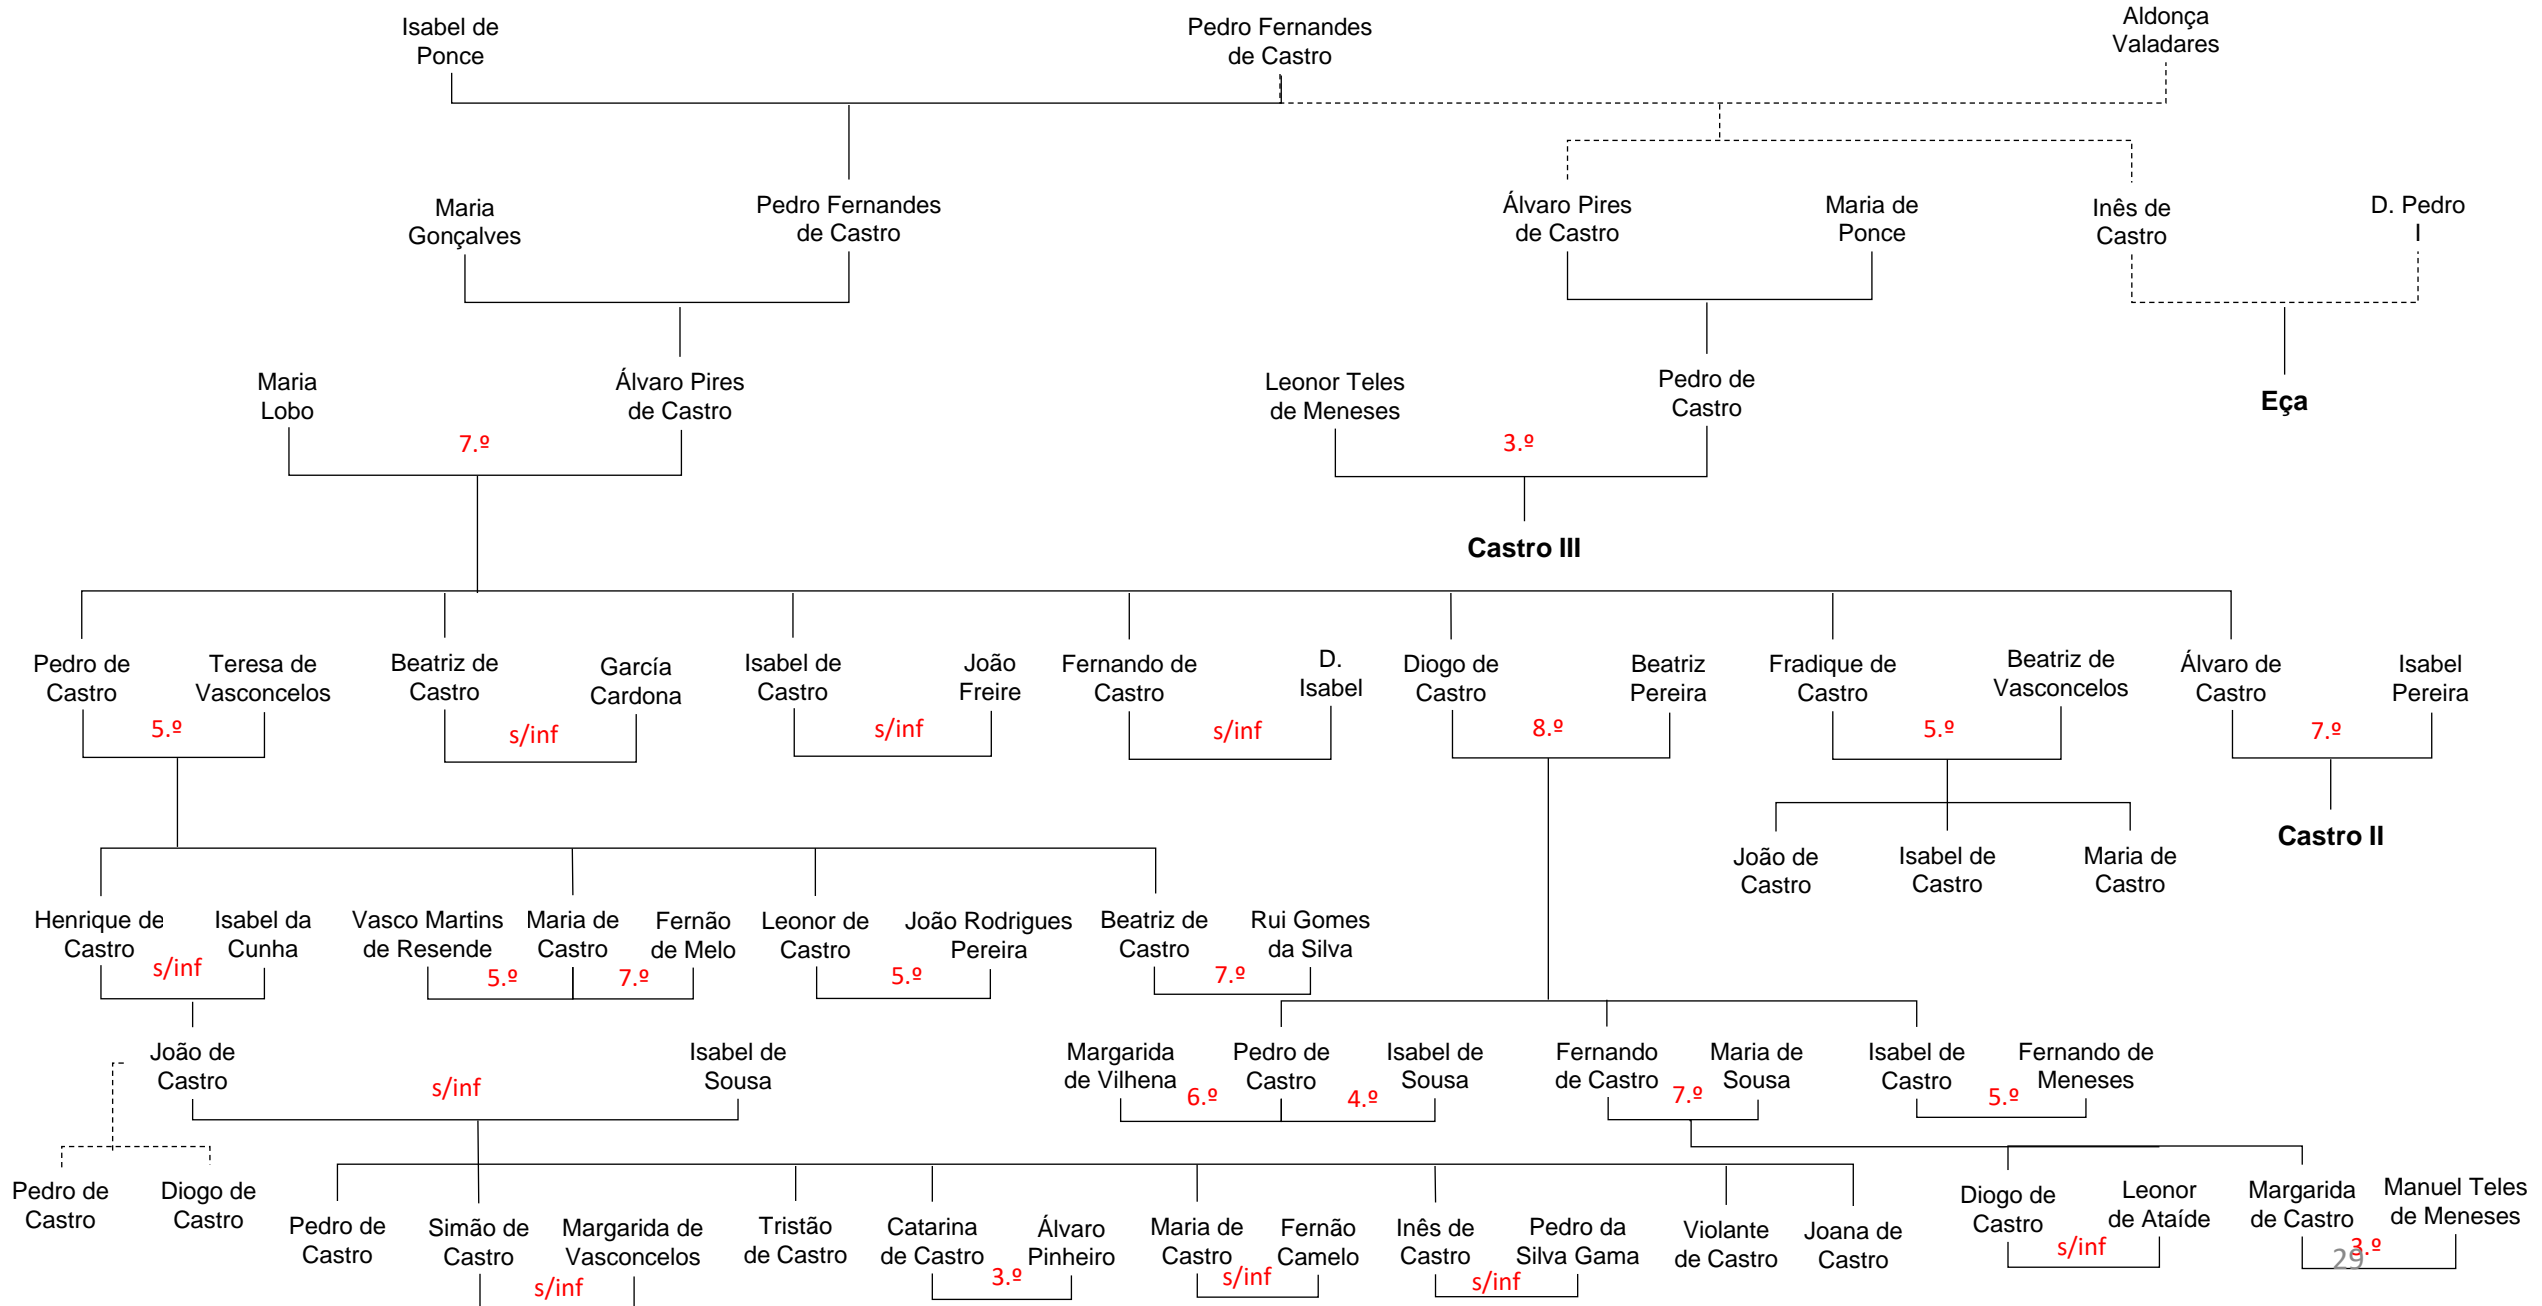 Isabel de
Ponce
Pedro Fernandes
de Castro
Aldonça
Valadares
Maria
Gonçalves
Pedro Fernandes
de Castro
Álvaro Pires
de Castro
Maria de
Ponce
Inês de
Castro
D. Pedro
I
Maria
Lobo
7.º
Álvaro Pires
de Castro
Leonor Teles
de Meneses
3.º
Pedro de
Castro
Eça
Castro III
Pedro de
Castro
5.º
Teresa de
Vasconcelos
Beatriz de
Castro
s/inf
García
Cardona
Isabel de
Castro
s/inf
João
Freire
Fernando de
Castro
s/inf
D.
Isabel
Diogo de
Castro
8.º
Beatriz
Pereira
Fradique de
Castro
5.º
Beatriz de
Vasconcelos
Álvaro de
Castro
7.º
Isabel
Pereira
João de
Castro
Isabel de
Castro
Maria de
Castro
Castro II
Henrique de
Castro
s/inf
Isabel da
Cunha
Vasco Martins
de Resende
5.º
Maria de
Castro
7.º
Fernão
de Melo
Leonor de
Castro
5.º
João Rodrigues
Pereira
Beatriz de
Castro
7.º
Rui Gomes
da Silva
João de
Castro
s/inf
Isabel de
Sousa
Margarida
de Vilhena
6.º
Pedro de
Castro
4.º
Isabel de
Sousa
Fernando
de Castro
7.º
Maria de
Sousa
Isabel de
Castro
5.º
Fernando de
Meneses
Pedro de
Castro
Diogo de
Castro
Pedro de
Castro
Simão de
Castro
s/inf
Margarida de
Vasconcelos
Tristão
de Castro
Catarina
de Castro
3.º
Álvaro
Pinheiro
Maria de
Castro
s/inf
Fernão
Camelo
Inês de
Castro
s/inf
Pedro da
Silva Gama
Violante
de Castro
Joana de
Castro
Diogo de
Castro
s/inf
Leonor
de Ataíde
Margarida
de Castro
3.º
Manuel Teles
de Meneses
29